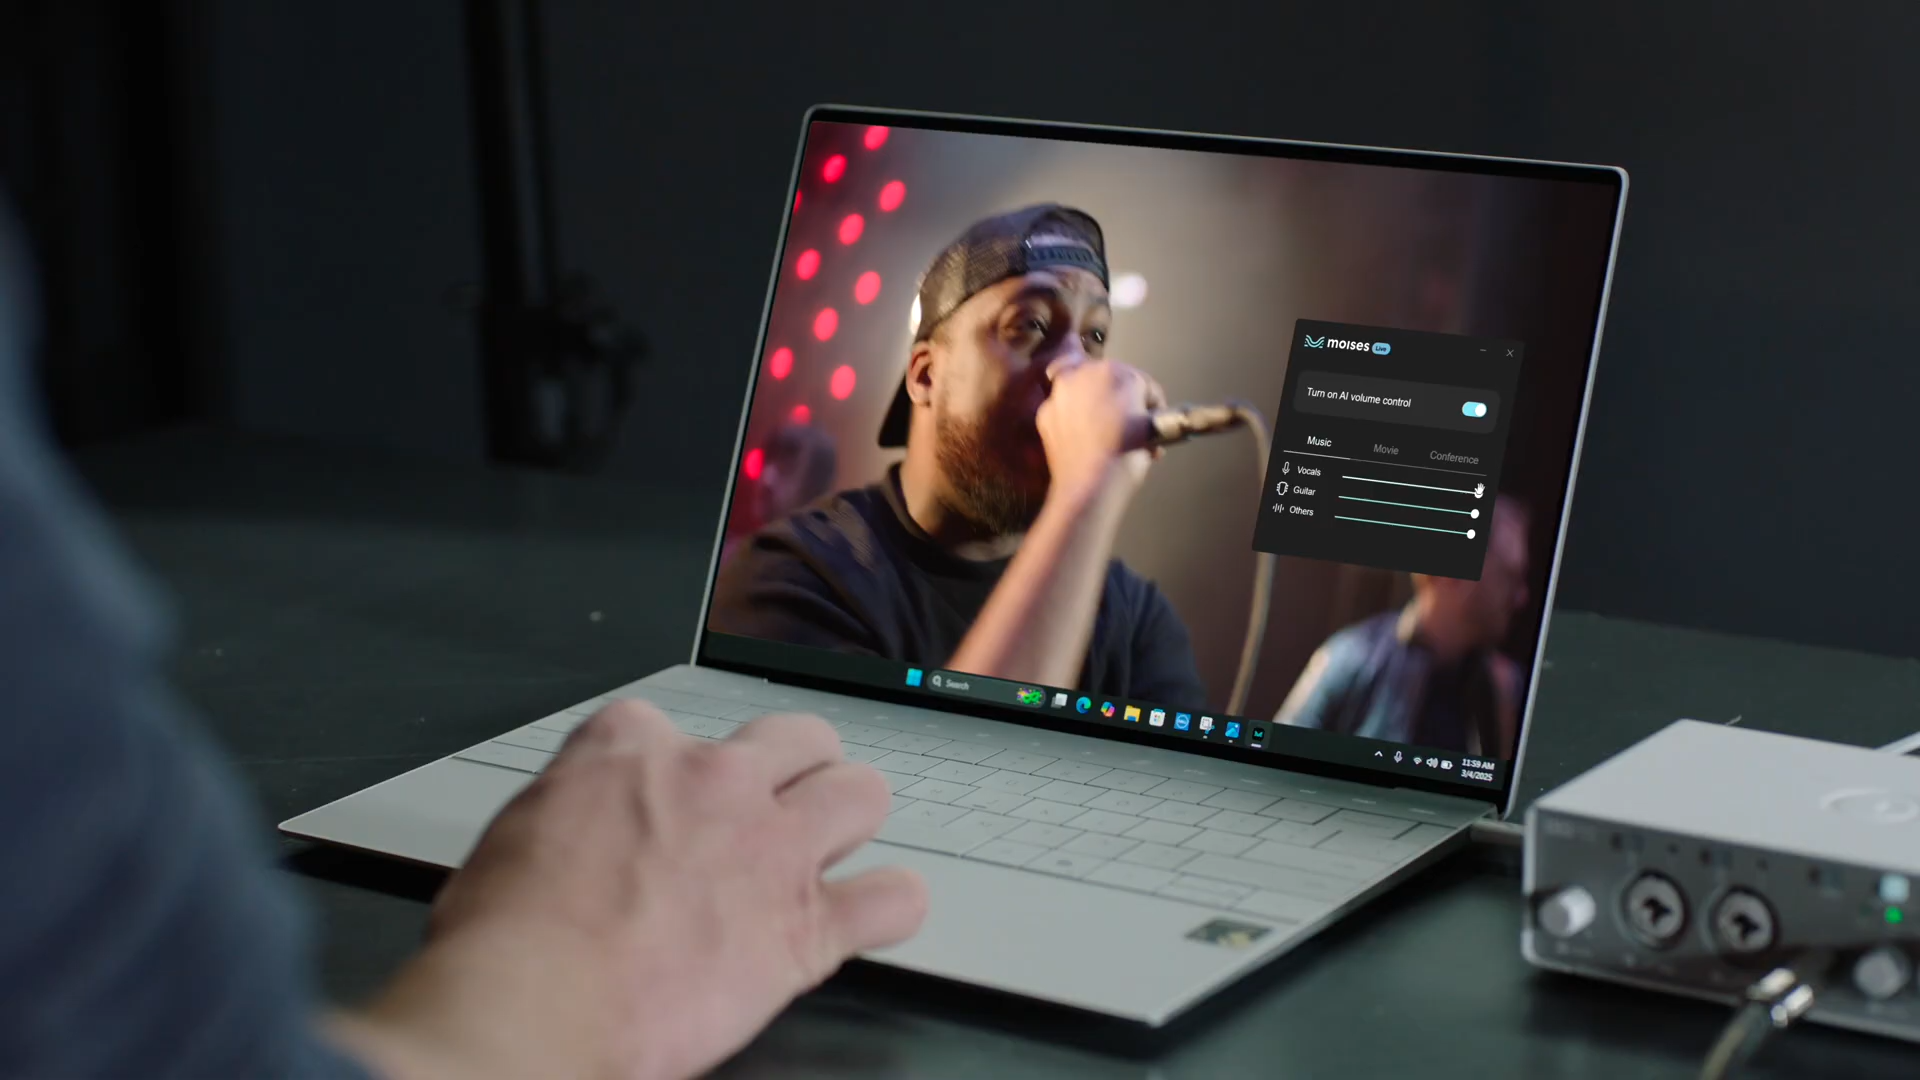 moises Live
Turn on AI volume control
Music Movie Conference
Vocals
Guitar
Others
Search
11:59 AM
3/4/2025